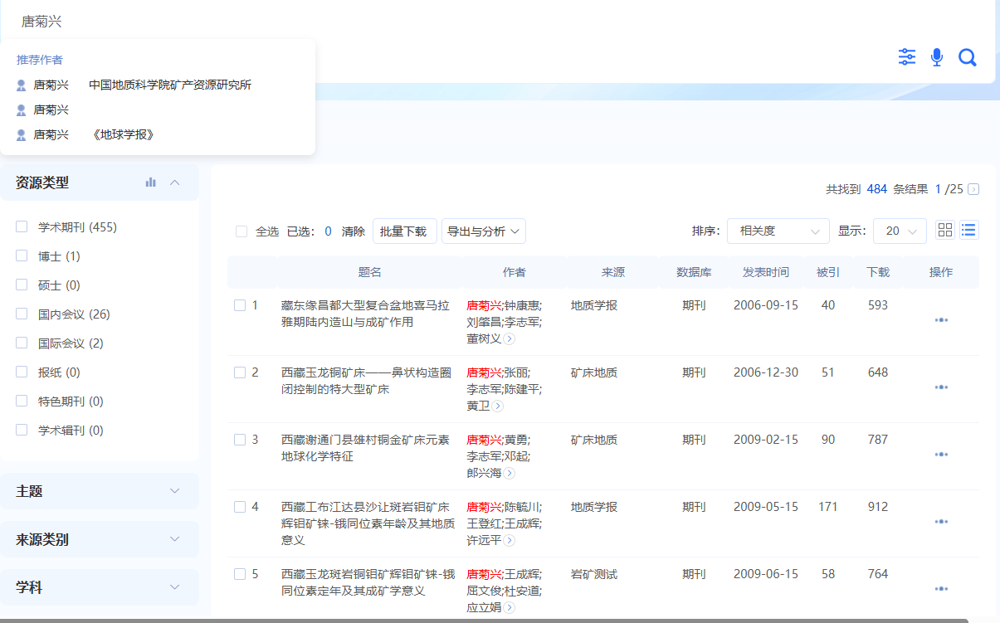 唐菊兴
推荐作者
唐菊兴 中国地质科学院矿产资源研究所
唐菊兴
唐菊兴 《地球学报》
资源类型
学术期刊 (455)
博士 (1)
硕士 (0)
国内会议 (26)
国际会议 (2)
报纸 (0)
特色期刊 (0)
学术辑刊 (0)
主题
来源类别
学科
共找到 484 条结果 1 /25
全选 已选: 0 清除 批量下载 导出与分析 排序: 相关度 显示: 20
题名 作者 来源 数据库 发表时间 被引 下载 操作
1 藏东缘昌都大型复合盆地喜马拉 唐菊兴;钟康惠; 地质学报 期刊 2006-09-15 40 593
雅期陆内造山与成矿作用 刘肇昌;李志军;
董树义
2 西藏玉龙铜矿床——鼻状构造圈 唐菊兴;张丽; 矿床地质 期刊 2006-12-30 51 648
闭控制的特大型矿床 李志军;陈建平;
黄卫
3 西藏谢通门县雄村铜金矿床元素 唐菊兴;黄勇; 矿床地质 期刊 2009-02-15 90 787
地球化学特征 李志军;邓起;
郎兴海
4 西藏工布江达县沙让斑岩钼矿床 唐菊兴;陈毓川; 地质学报 期刊 2009-05-15 171 912
辉钼矿铼-锇同位素年龄及其地质 王登红;王成辉;
意义 许远平
5 西藏玉龙斑岩铜钼矿辉钼矿铼-锇 唐菊兴;王成辉; 岩矿测试 期刊 2009-06-15 58 764
同位素定年及其成矿学意义 屈文俊;杜安道;
应立娟